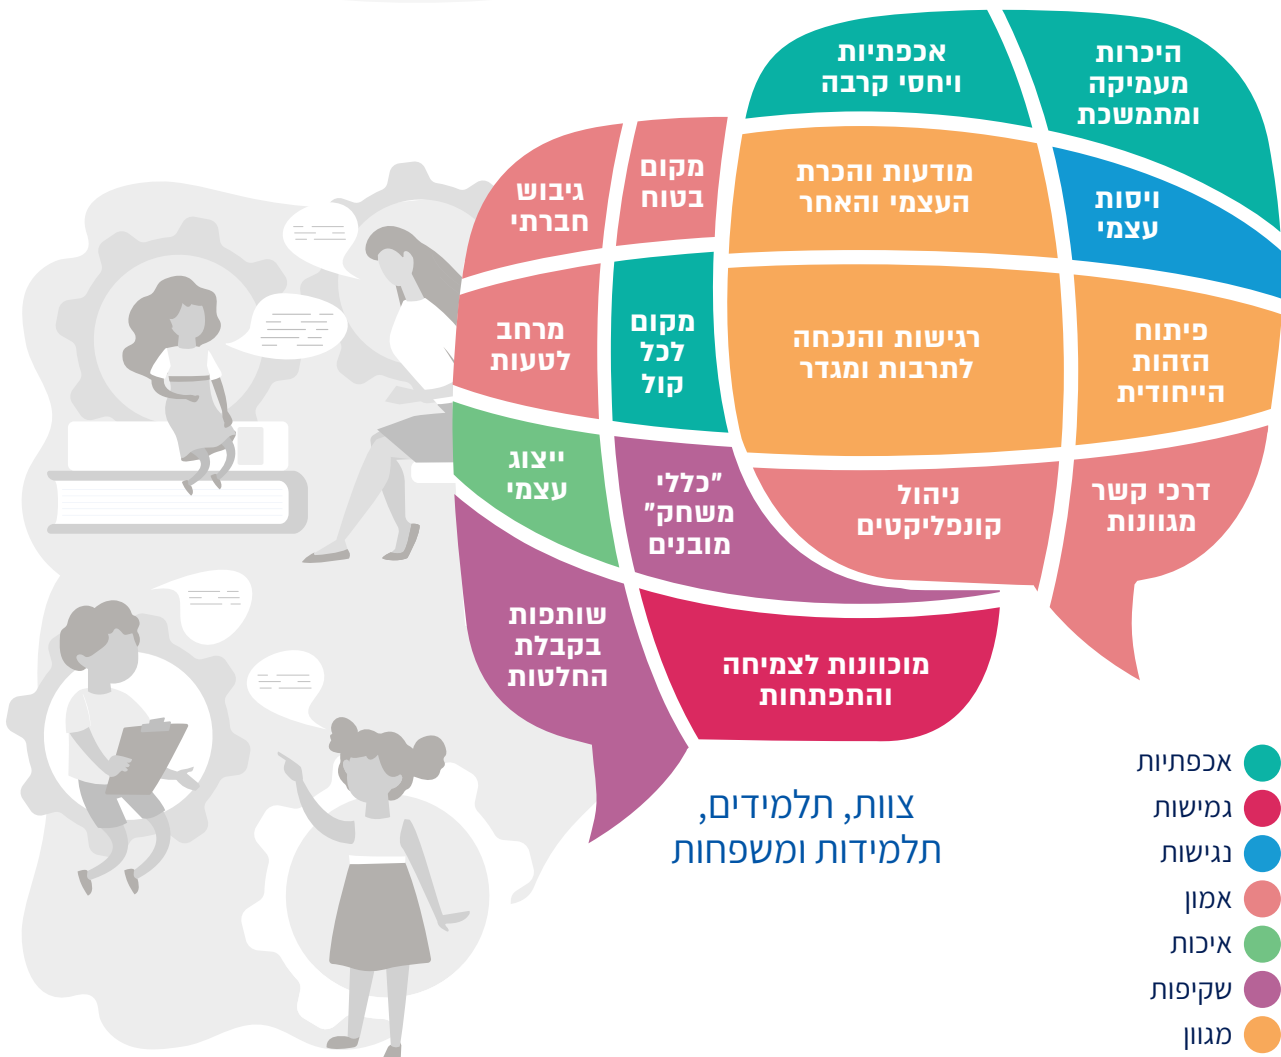 היכרות
מעמיקה
ומתמשכת
אכפתיות
ויחסי קרבה
מודעות והכרת
העצמי והאחר
ויסות
עצמי
מקום
בטוח
גיבוש
חברתי
פיתוח
הזהות
הייחודית
רגישות והנכחה
לתרבות ומגדר
מקום
לכל
קול
מרחב
לטעות
דרכי קשר
מגוונות
ניהול
קונפליקטים
"כללי
משחק"
מובנים
ייצוג
עצמי
מוכוונות לצמיחה
והתפתחות
שותפות
בקבלת
החלטות
צוות, תלמידים,
תלמידות ומשפחות
אכפתיות
גמישות
נגישות
אמון
איכות
שקיפות
מגוון